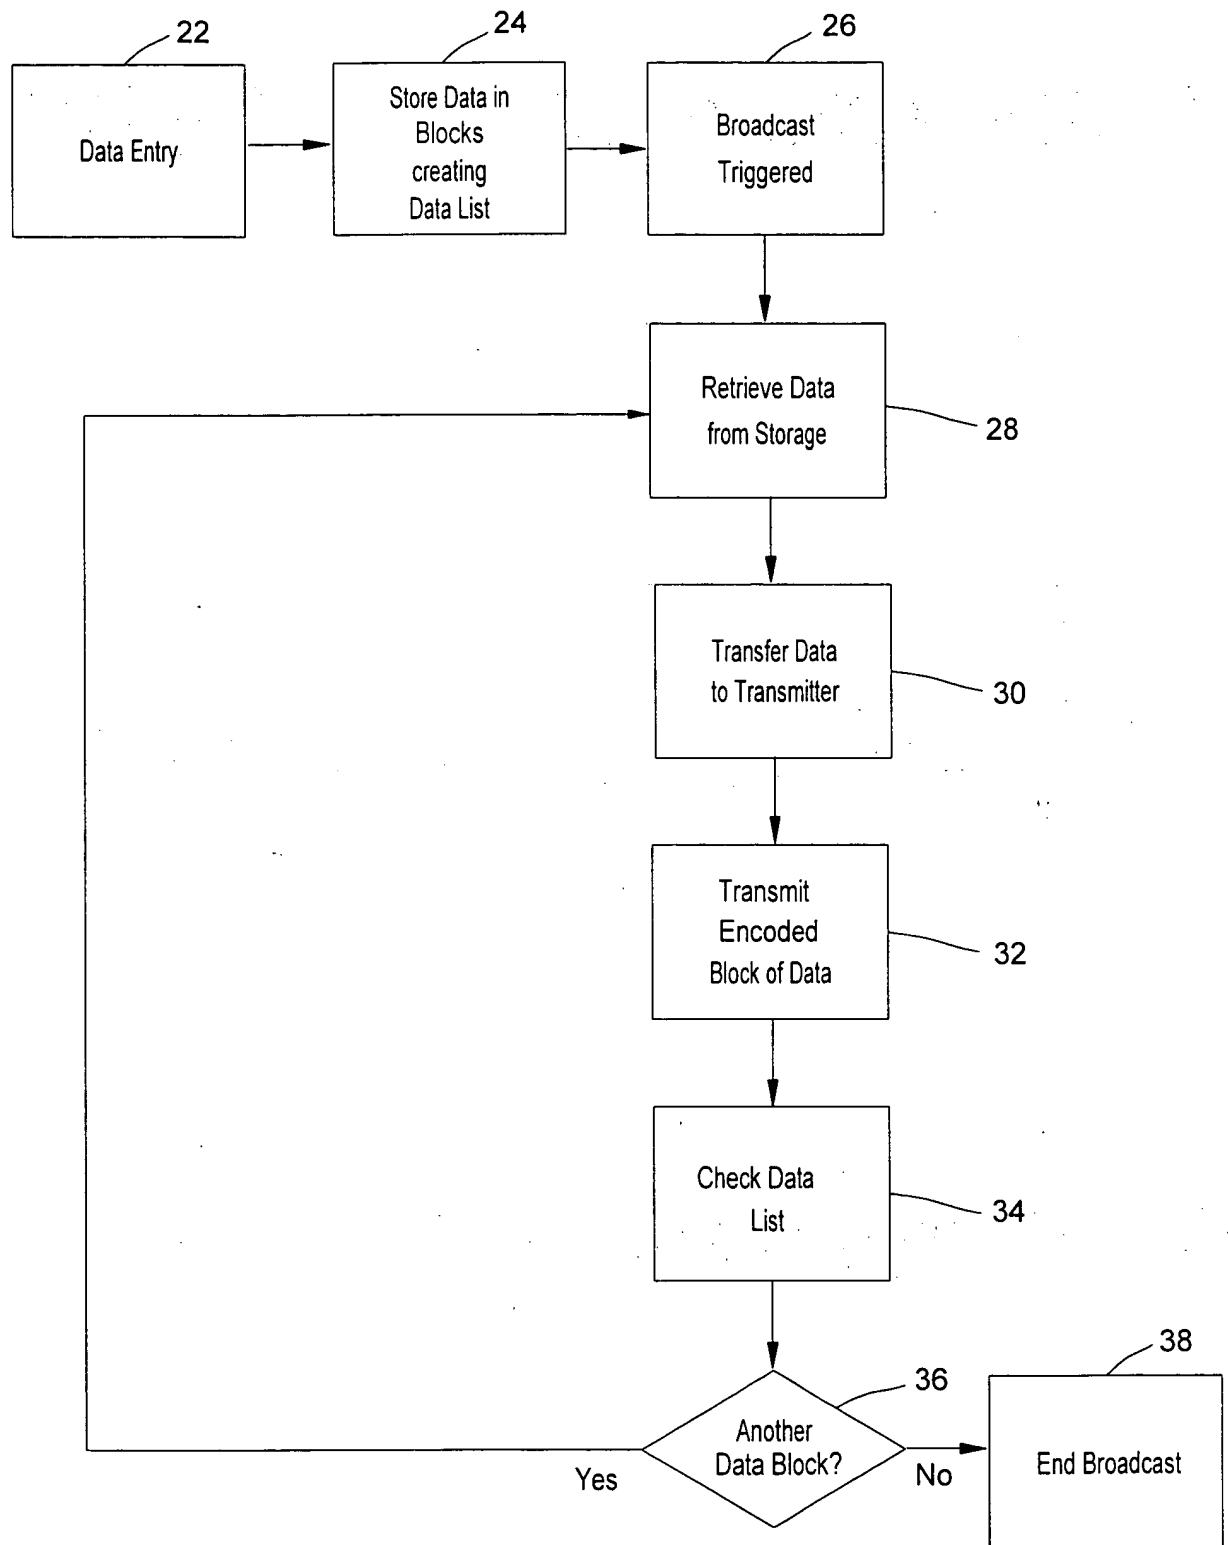 22
24
26
Data Entry
Store Data in
Blocks
creating
Data List
Broadcast
Triggered
Retrieve Data
from Storage
28
Transfer Data
to Transmitter
30
Transmit
Encoded
Block of Data
32
Check Data
List
34
36
38
Another
Data Block?
Yes
No
End Broadcast